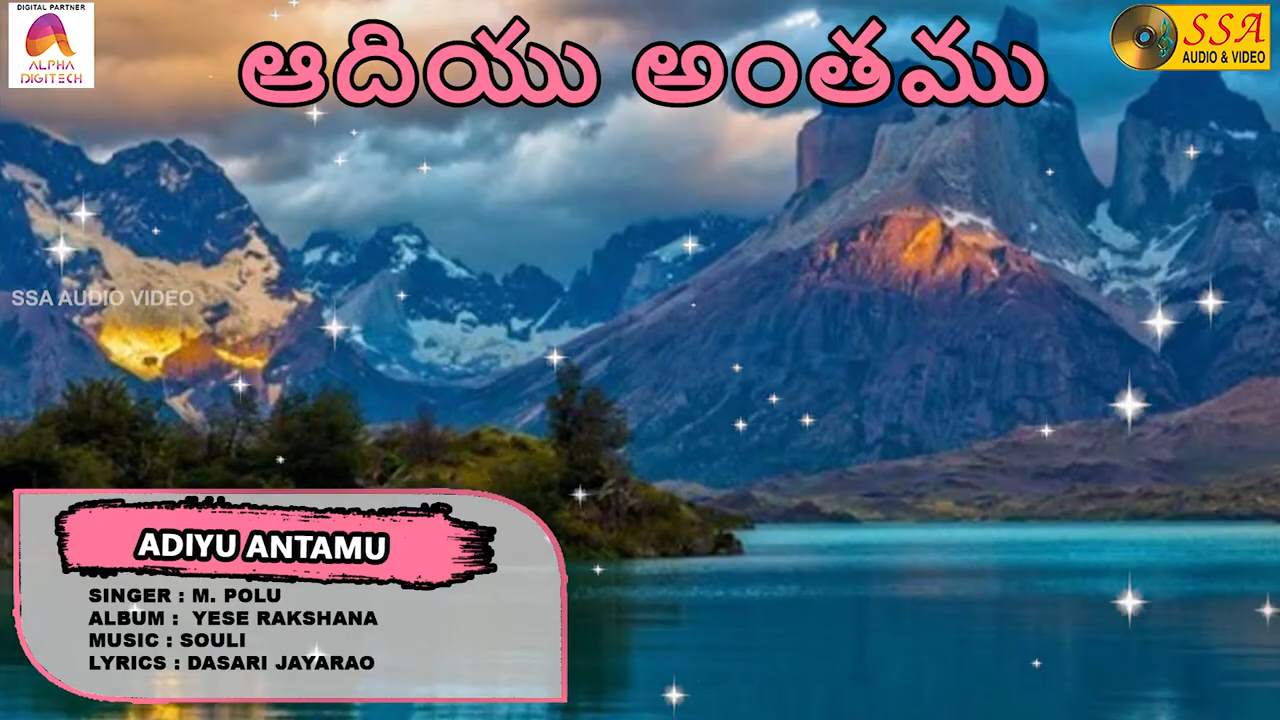 DIGITAL PARTNER
ALPHA
DIGITECH
ఆదియు అంతము
SSA
AUDIO & VIDEO
SSA AUDIO VIDEO
ADIYU ANTAMU
SINGER : M. POLU
ALBUM : YESE RAKSHANA
MUSIC : SOULI
LYRICS : DASARI JAYARAO